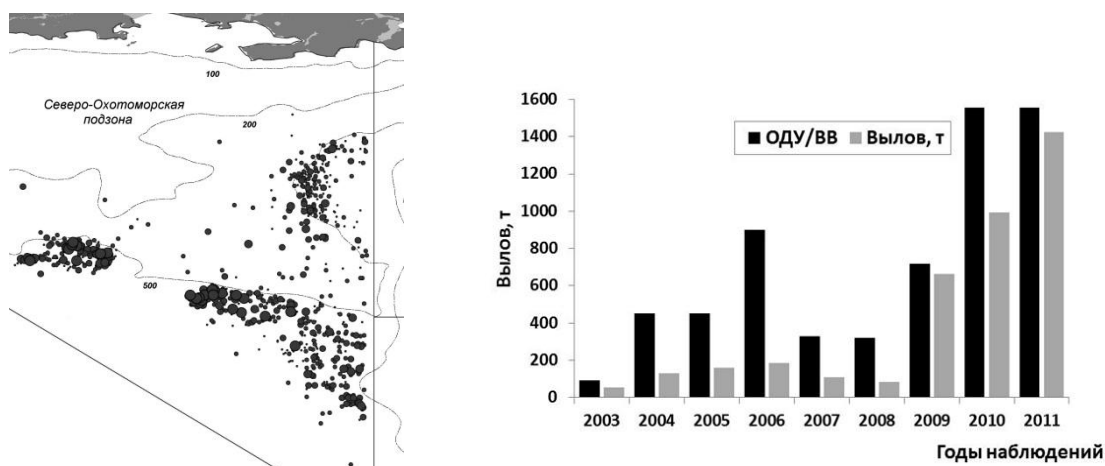 100
Северо-Охотоморская
подзона
200
500
Вылов, т
1600
1400
1200
1000
800
600
400
200
0
ОДУ/ВВ Вылов, т
2003 2004 2005 2006 2007 2008 2009 2010 2011
Годы наблюдений